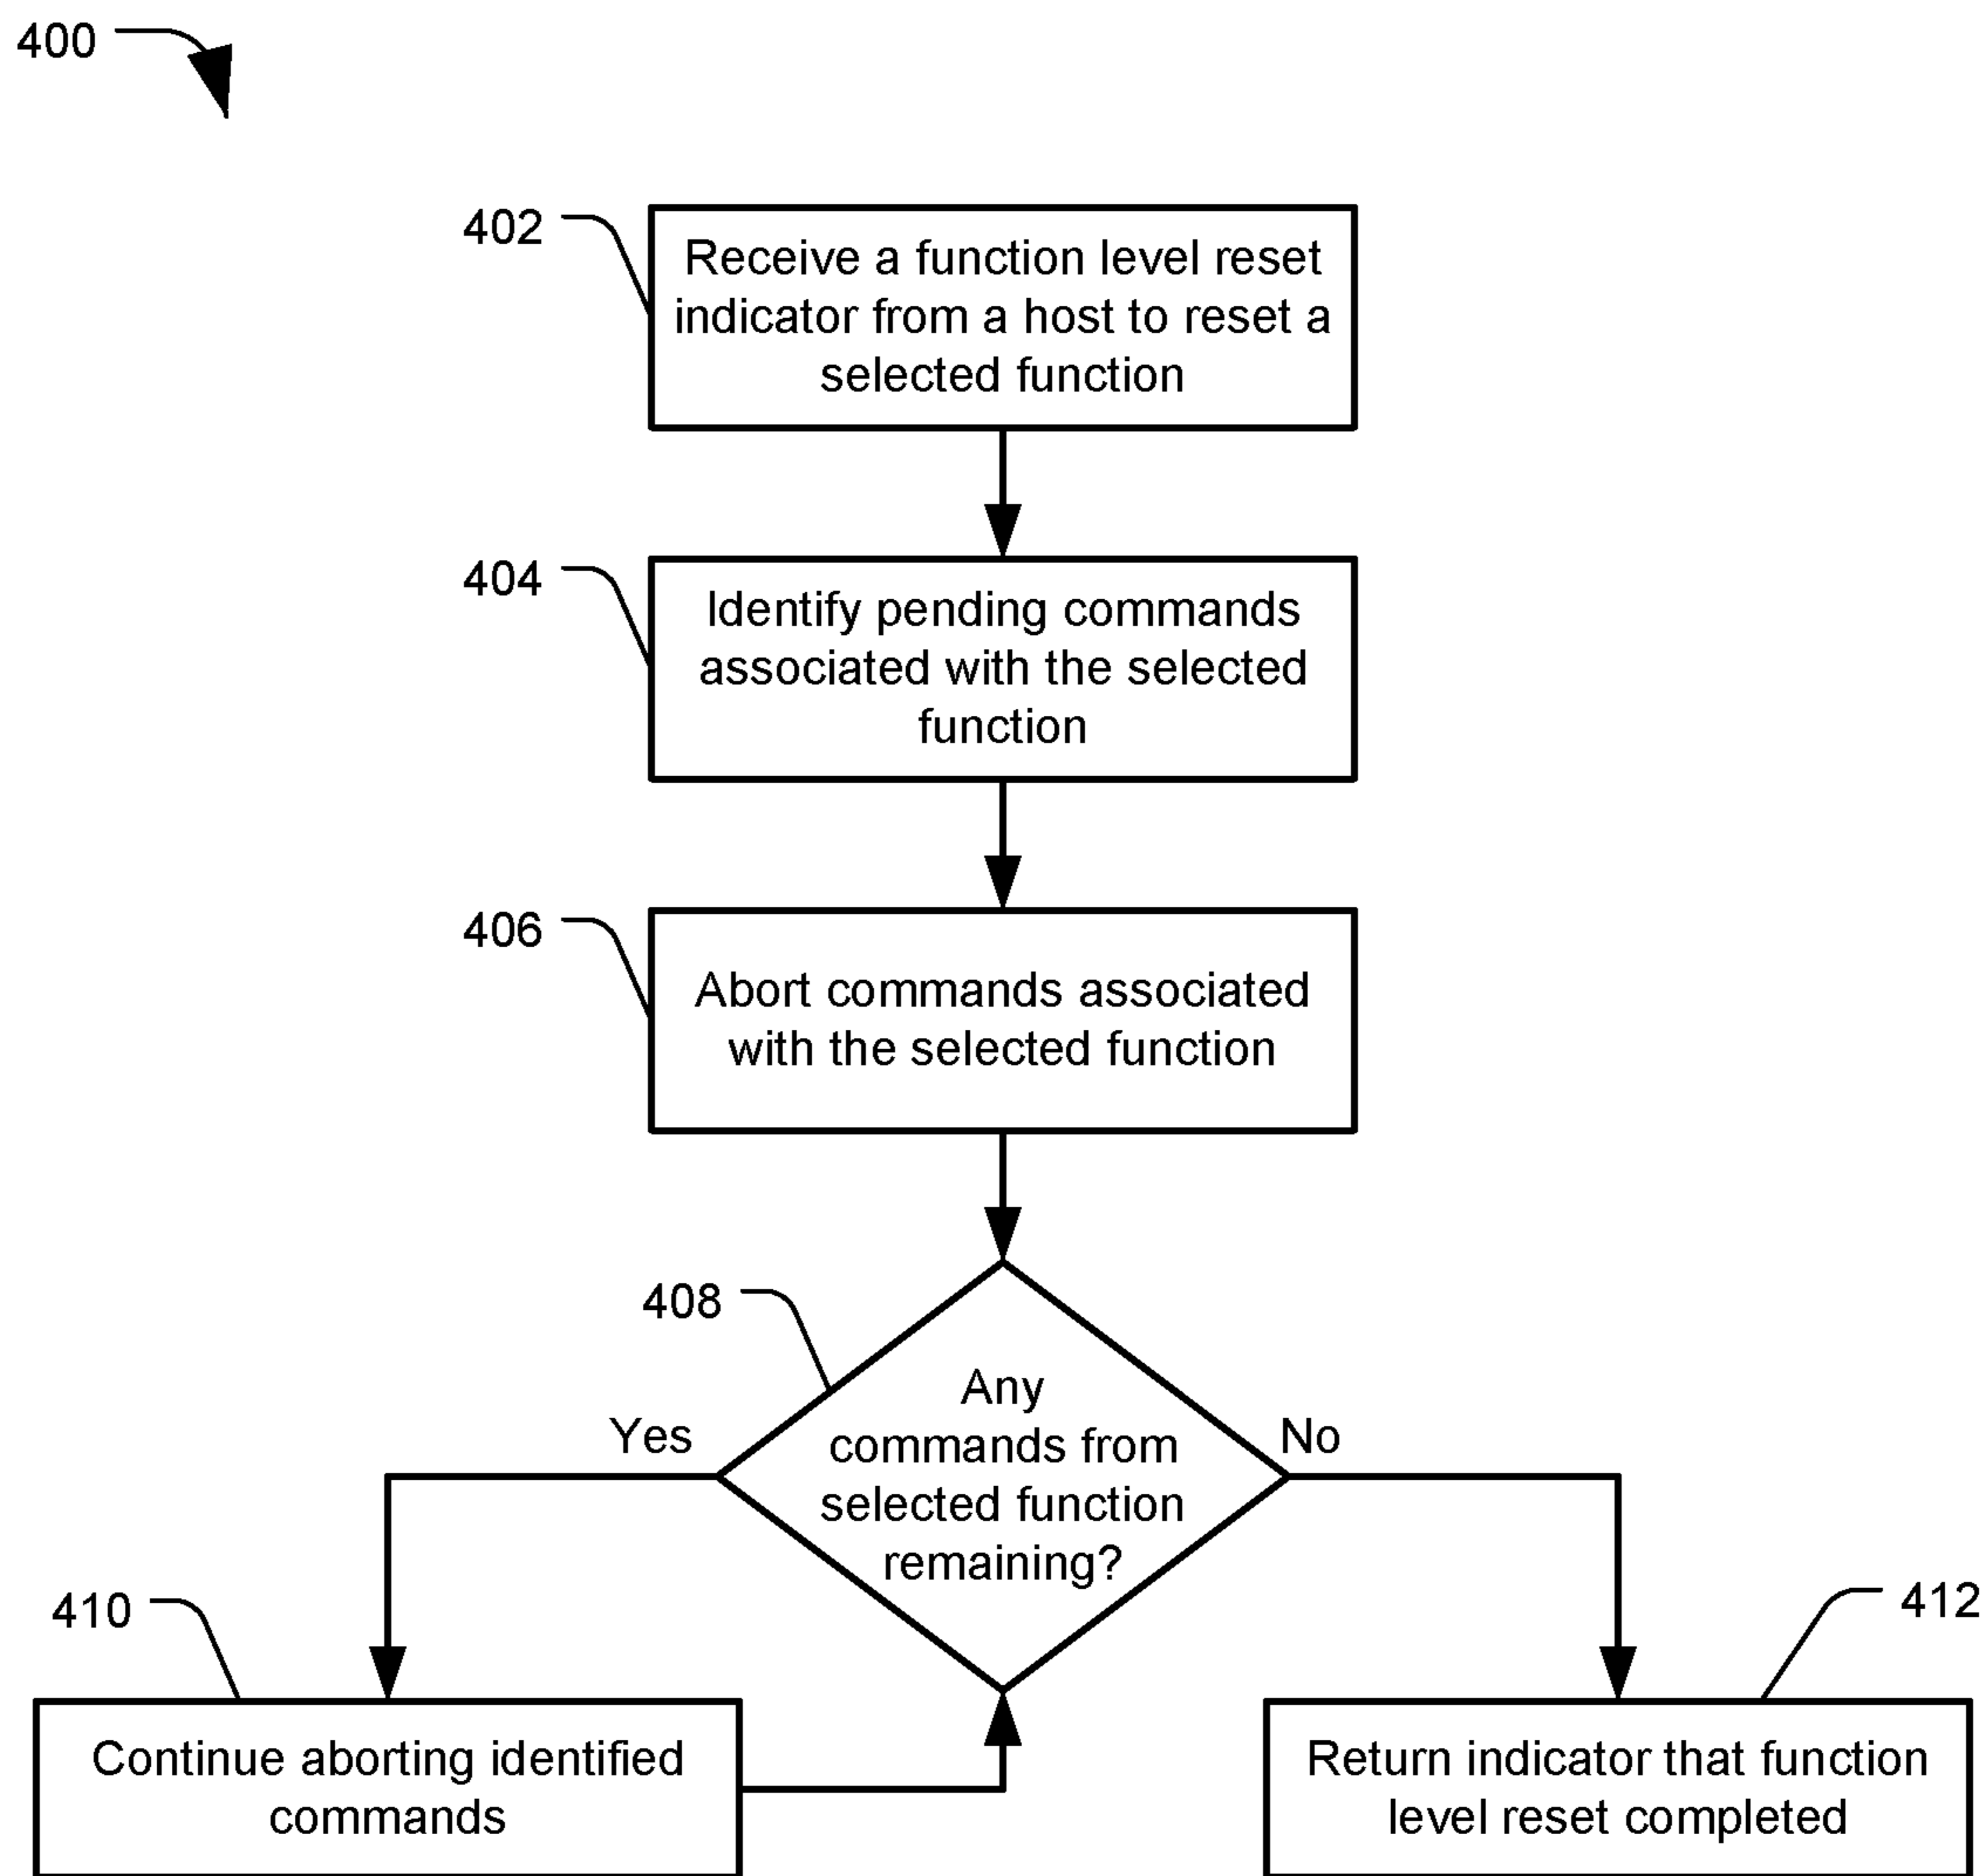 400
402
Receive a function level reset
indicator from a host to reset a
selected function
404
Identify pending commands
associated with the selected
function
406
Abort commands associated
with the selected function
408
Any
commands from
selected function
remaining?
Yes
No
410
Continue aborting identified
commands
412
Return indicator that function
level reset completed